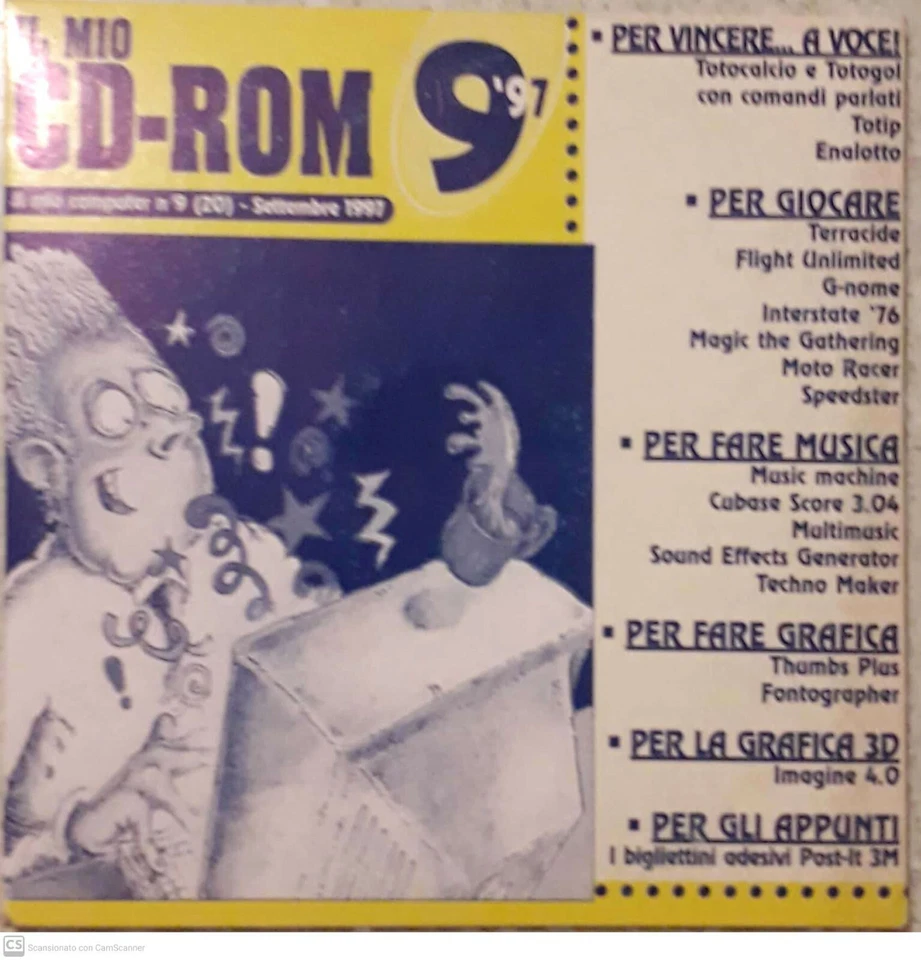 IL MIO
CD-ROM
9 '97
Il mio computer n°9 (20) - Settembre 1997
PER VINCERE... A VOCE!
Totocalcio e Totogol
con comandi parlati
Totip
Enalotto
PER GIOCARE
Terracide
Flight Unlimited
G-nome
Interstate '76
Magic the Gathering
Moto Racer
Speedster
PER FARE MUSICA
Music machine
Cubase Score 3.04
Multimusic
Sound Effects Generator
Techno Maker
PER FARE GRAFICA
Thumbs Plus
Fontographer
PER LA GRAFICA 3D
Imagine 4.0
PER GLI APPUNTI
I bigliettini adesivi Post-It 3M
CS Scansionato con CamScanner